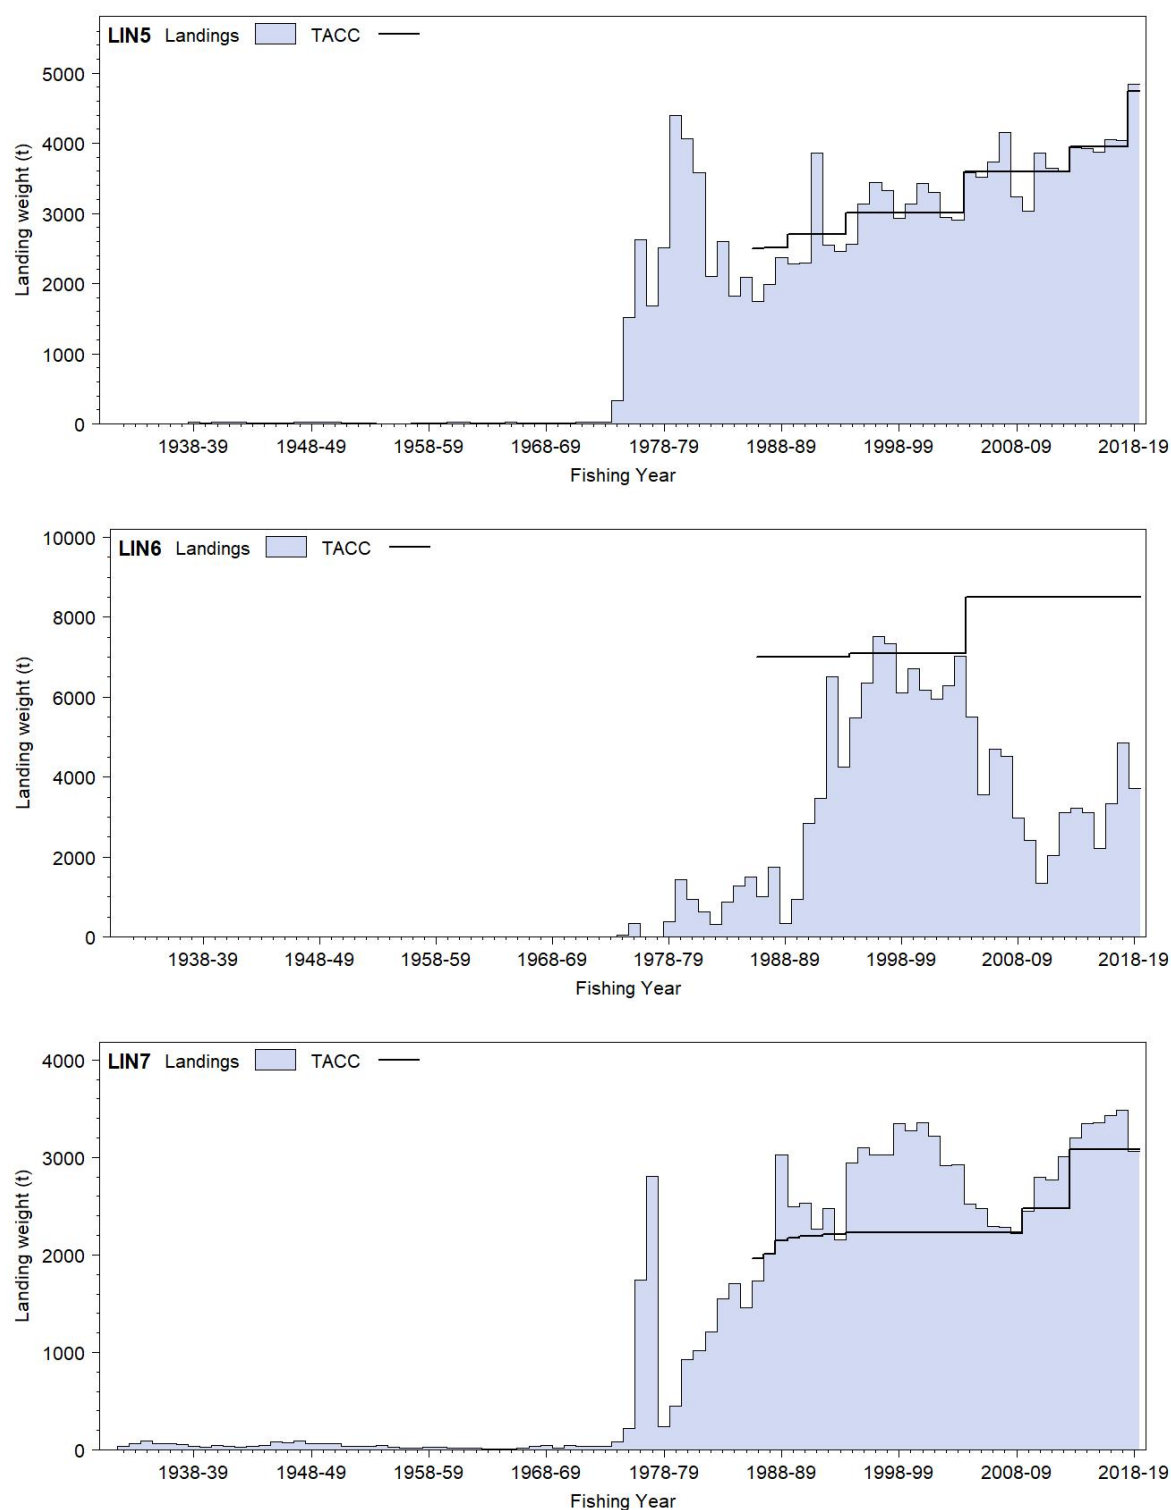 LIN5 Landings TACC
5000
4000
3000
2000
1000
0
Landing weight (t)
1938-39 1948-49 1958-59 1968-69 1978-79 1988-89 1998-99 2008-09 2018-19
Fishing Year
LIN6 Landings TACC
10000
8000
6000
4000
2000
0
Landing weight (t)
1938-39 1948-49 1958-59 1968-69 1978-79 1988-89 1998-99 2008-09 2018-19
Fishing Year
LIN7 Landings TACC
4000
3000
2000
1000
0
Landing weight (t)
1938-39 1948-49 1958-59 1968-69 1978-79 1988-89 1998-99 2008-09 2018-19
Fishing Year